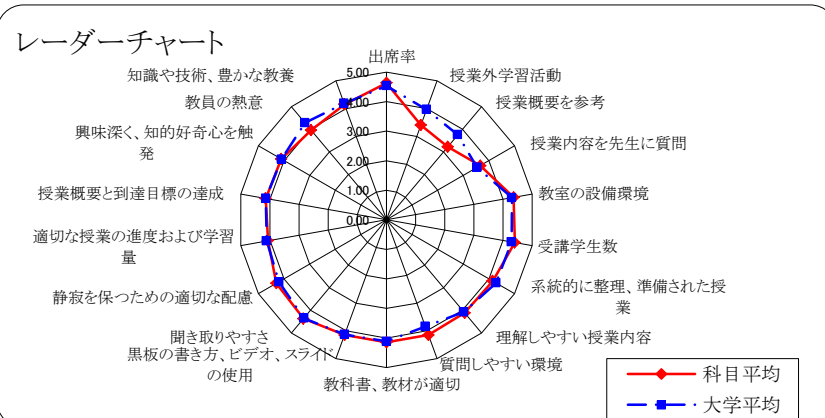 レーダーチャート
出席率
授業外学習活動
授業概要を参考
授業内容を先生に質問
教室の設備環境
受講学生数
系統的に整理、準備された授
業
理解しやすい授業内容
質問しやすい環境
教科書、教材が適切
黒板の書き方、ビデオ、スライド
の使用
聞き取りやすさ
静寂を保つための適切な配慮
適切な授業の進度および学習
量
授業概要と到達目標の達成
興味深く、知的好奇心を触
発
教員の熱意
知識や技術、豊かな教養
5.00
4.00
3.00
2.00
1.00
0.00
科目平均
大学平均